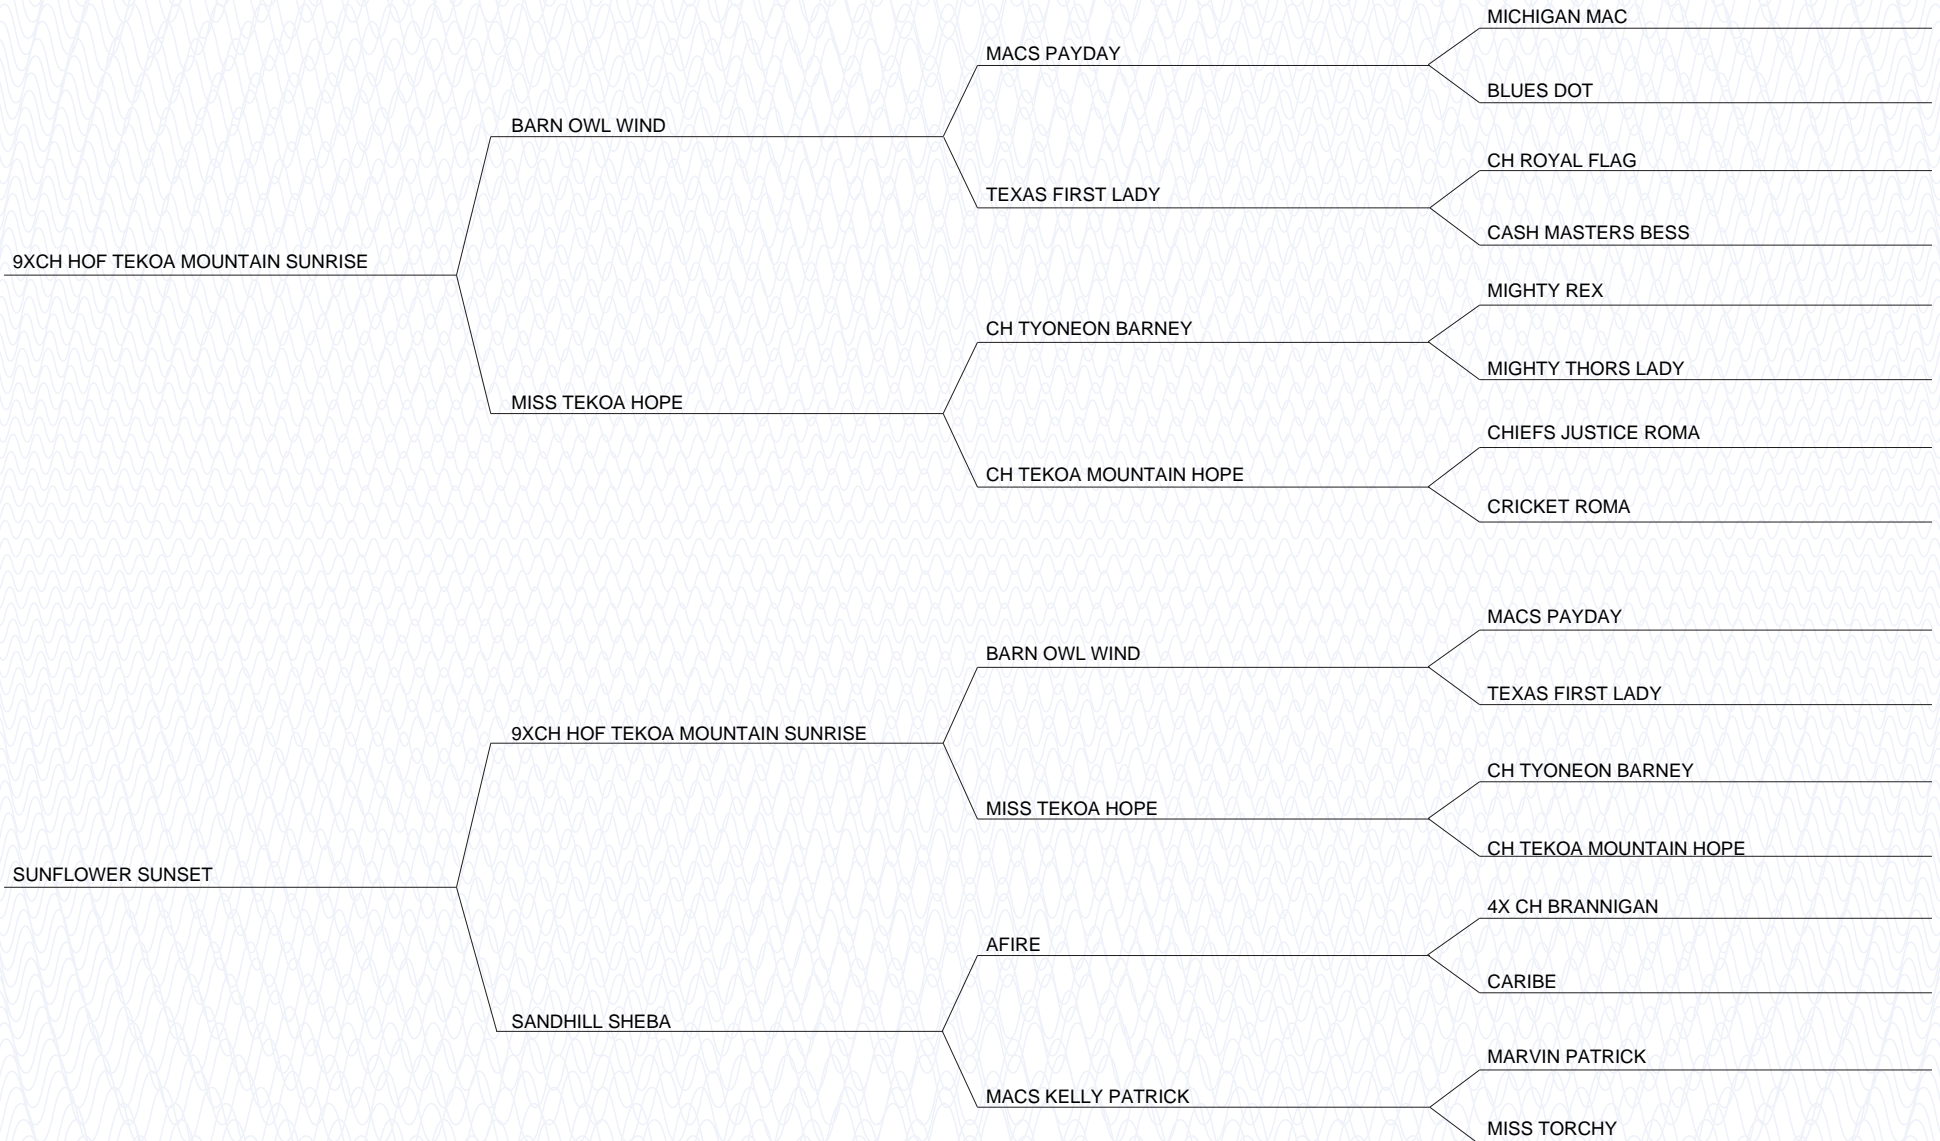 MICHIGAN MAC
MACS PAYDAY
BLUES DOT
BARN OWL WIND
CH ROYAL FLAG
TEXAS FIRST LADY
CASH MASTERS BESS
9XCH HOF TEKOA MOUNTAIN SUNRISE
MIGHTY REX
CH TYONEON BARNEY
MIGHTY THORS LADY
MISS TEKOA HOPE
CHIEFS JUSTICE ROMA
CH TEKOA MOUNTAIN HOPE
CRICKET ROMA
MACS PAYDAY
BARN OWL WIND
TEXAS FIRST LADY
9XCH HOF TEKOA MOUNTAIN SUNRISE
CH TYONEON BARNEY
MISS TEKOA HOPE
CH TEKOA MOUNTAIN HOPE
SUNFLOWER SUNSET
4X CH BRANNIGAN
AFIRE
CARIBE
SANDHILL SHEBA
MARVIN PATRICK
MACS KELLY PATRICK
MISS TORCHY